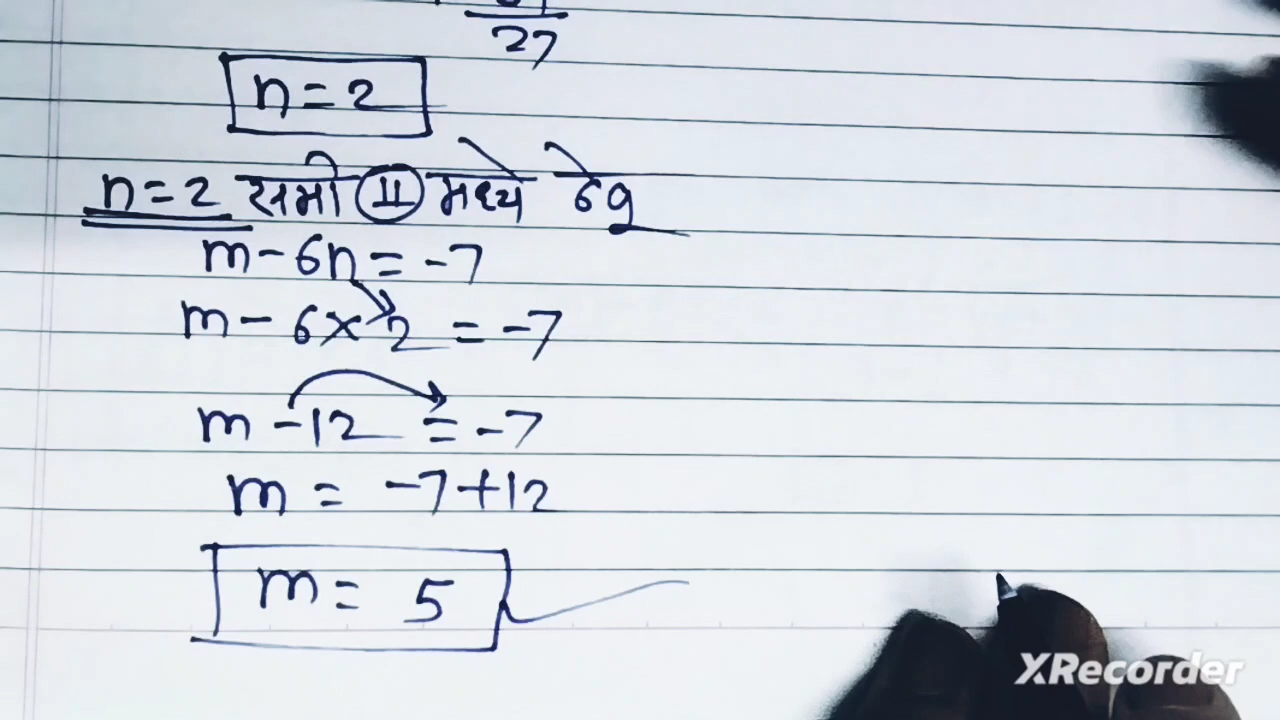 27
n = 2
n = 2 समी II मध्ये ठेवू
m - 6n = -7
m - 6 × 2 = -7
m - 12 = -7
m = -7 + 12
m = 5
XRecorder